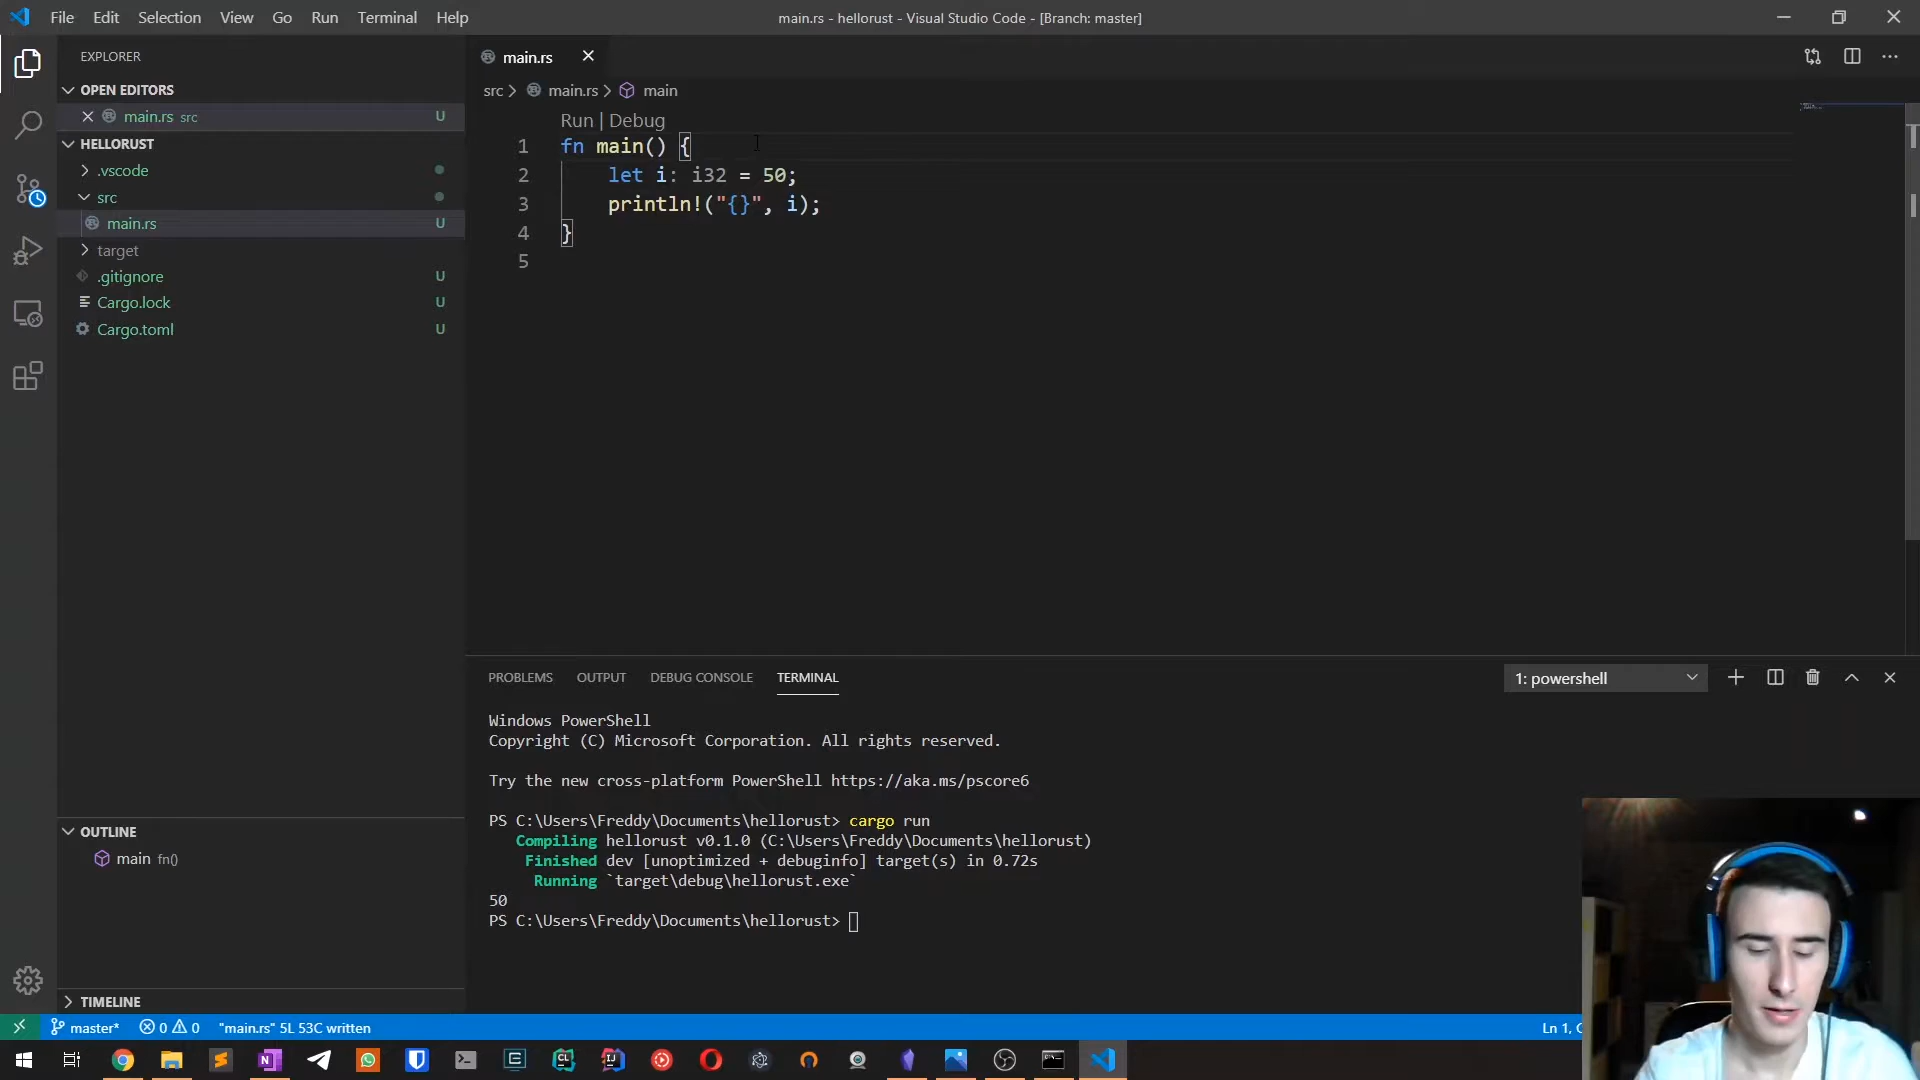 File Edit Selection View Go Run Terminal Help
main.rs - hellorust - Visual Studio Code - [Branch: master]
EXPLORER
OPEN EDITORS
main.rs src U
HELLORUST
.vscode
src
main.rs U
target
.gitignore U
Cargo.lock U
Cargo.toml U
OUTLINE
main fn()
TIMELINE
main.rs
src > main.rs > main
Run | Debug
1 fn main() {
2 let i: i32 = 50;
3 println!("{}", i);
4 }
5
PROBLEMS OUTPUT DEBUG CONSOLE TERMINAL
1: powershell
Windows PowerShell
Copyright (C) Microsoft Corporation. All rights reserved.
Try the new cross-platform PowerShell https://aka.ms/pscore6
PS C:\Users\Freddy\Documents\hellorust> cargo run
Compiling hellorust v0.1.0 (C:\Users\Freddy\Documents\hellorust)
Finished dev [unoptimized + debuginfo] target(s) in 0.72s
Running `target\debug\hellorust.exe`
50
PS C:\Users\Freddy\Documents\hellorust>
master* 0 0 "main.rs" 5L 53C written
Ln 1,